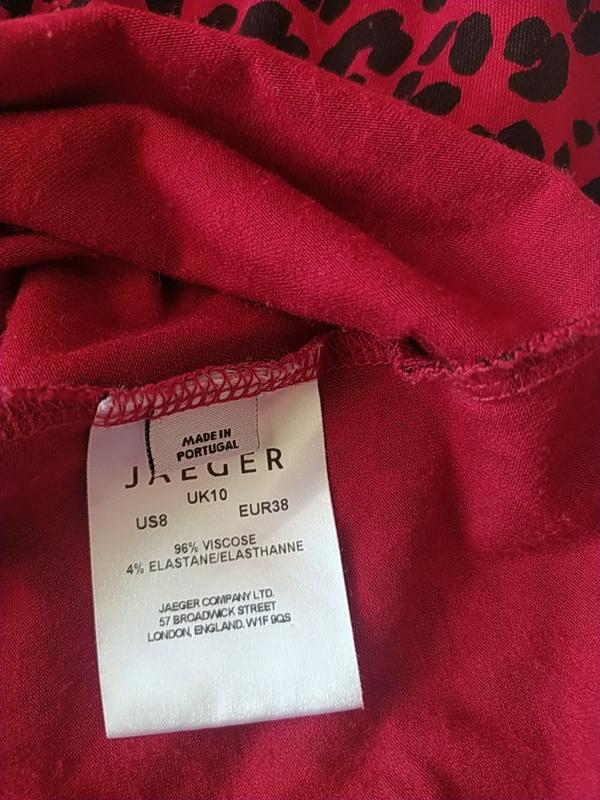 MADE IN
PORTUGAL
JAEGER
UK10
US8 EUR38
96% VISCOSE
4% ELASTANE/ELASTHANNE
JAEGER COMPANY LTD.
57 BROADWICK STREET
LONDON, ENGLAND. W1F 9QS